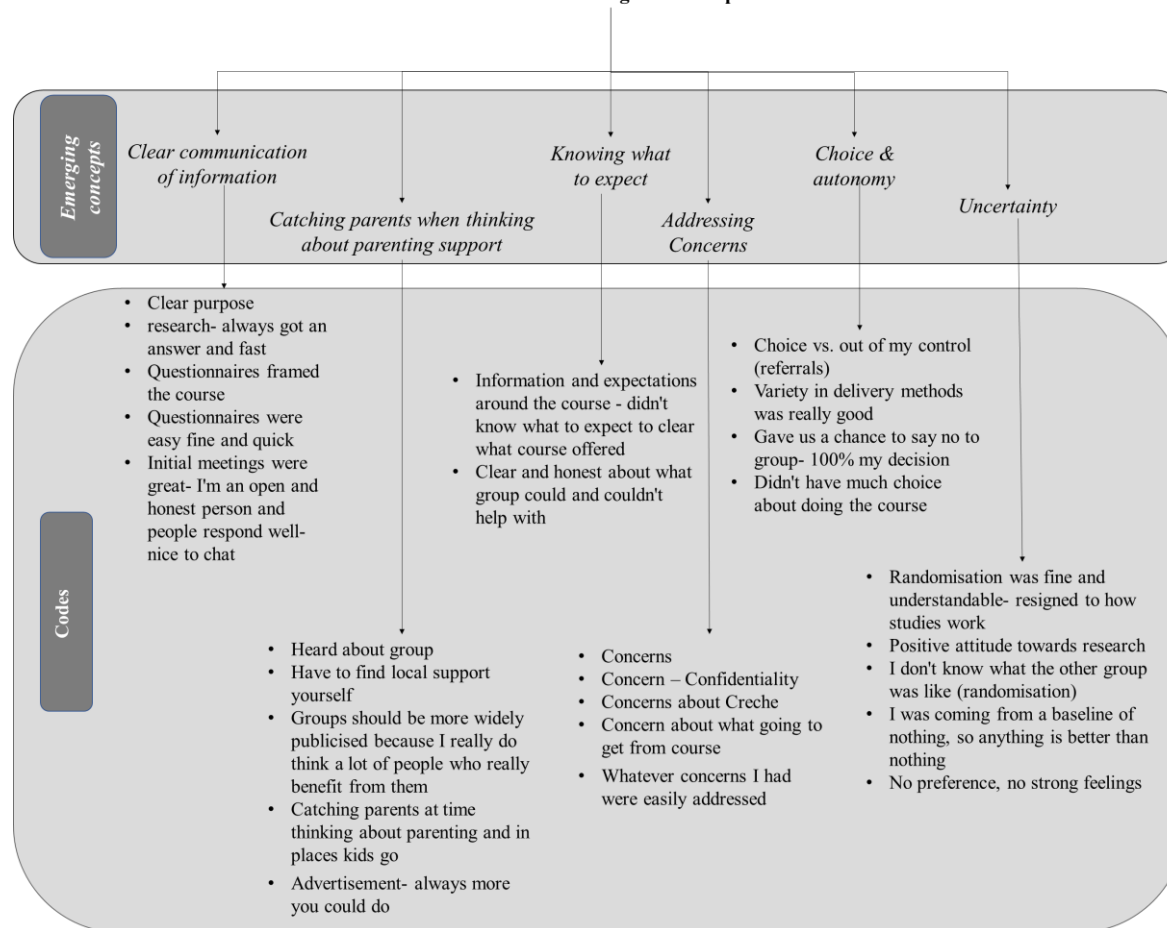 Emerging
concepts
Clear communication
of information
Catching parents when thinking
about parenting support
Knowing what
to expect
Addressing
Concerns
Choice &
autonomy
Uncertainty
Codes
• Clear purpose
• research- always got an
answer and fast
• Questionnaires framed
the course
• Questionnaires were
easy fine and quick
• Initial meetings were
great- I'm an open and
honest person and
people respond well-
nice to chat
• Heard about group
• Have to find local support
yourself
• Groups should be more widely
publicised because I really do
think a lot of people who really
benefit from them
• Catching parents at time
thinking about parenting and in
places kids go
• Advertisement- always more
you could do
• Information and expectations
around the course - didn't
know what to expect to clear
what course offered
• Clear and honest about what
group could and couldn't
help with
• Concerns
• Concern – Confidentiality
• Concerns about Creche
• Concern about what going to
get from course
• Whatever concerns I had
were easily addressed
• Choice vs. out of my control
(referrals)
• Variety in delivery methods
was really good
• Gave us a chance to say no to
group- 100% my decision
• Didn't have much choice
about doing the course
• Randomisation was fine and
understandable- resigned to how
studies work
• Positive attitude towards research
• I don't know what the other group
was like (randomisation)
• I was coming from a baseline of
nothing, so anything is better than
nothing
• No preference, no strong feelings